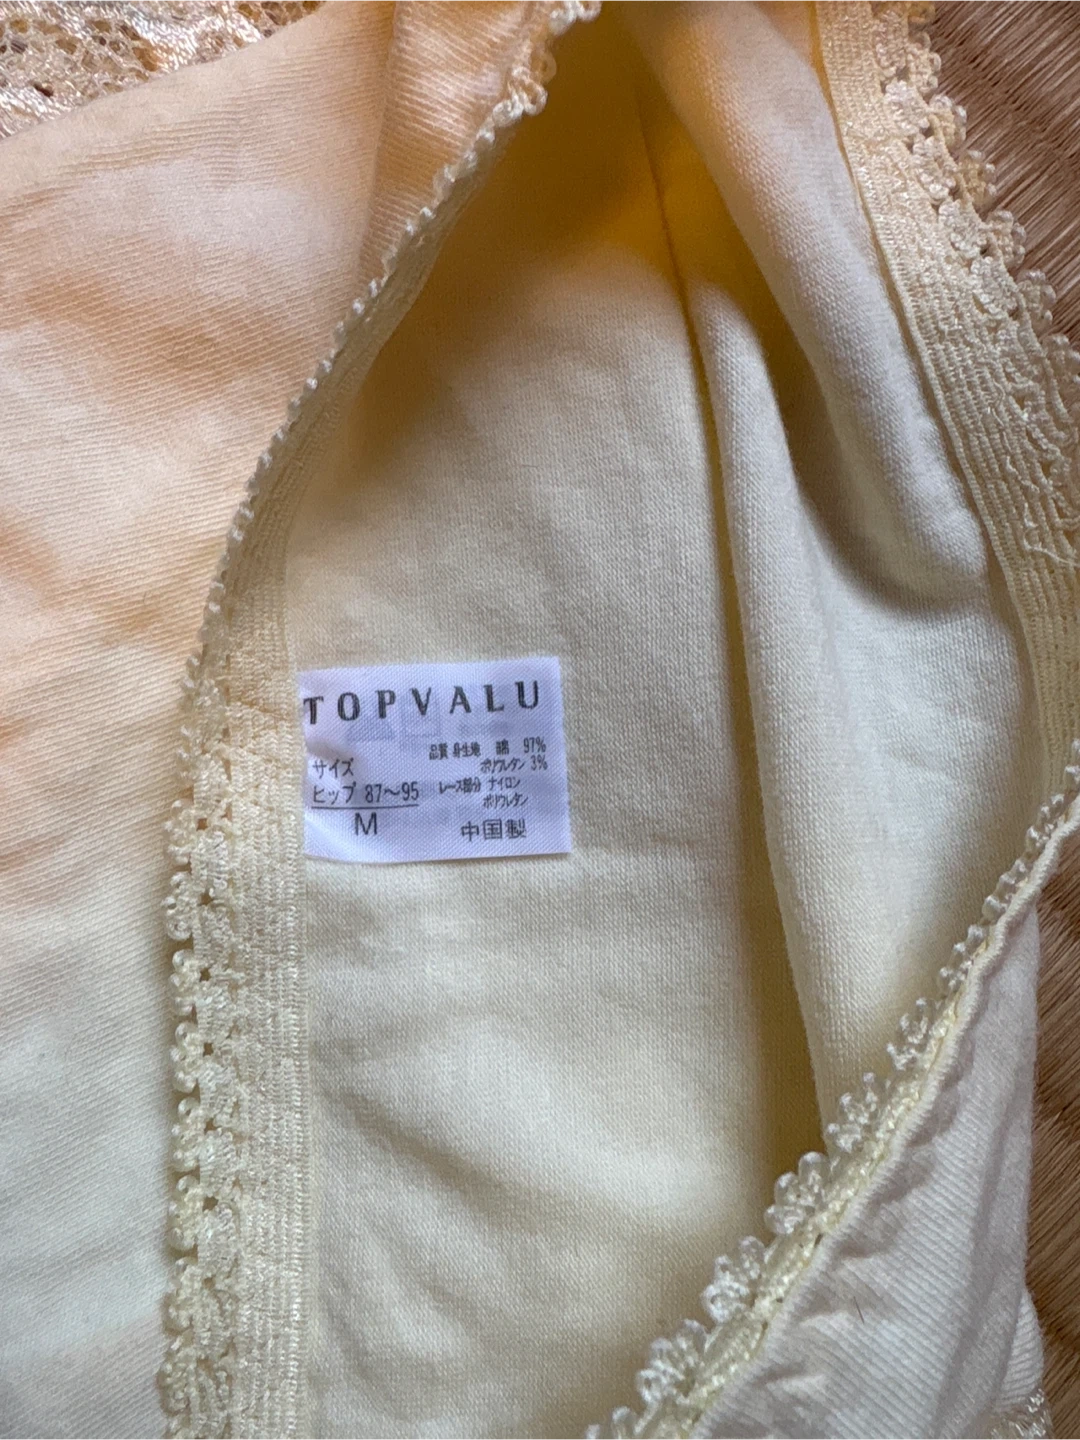 TOPVALU
品質 身生地 綿 97%
ポリウレタン 3%
レース部分 ナイロン
ポリウレタン
サイズ
ヒップ 87～95
M
中国製